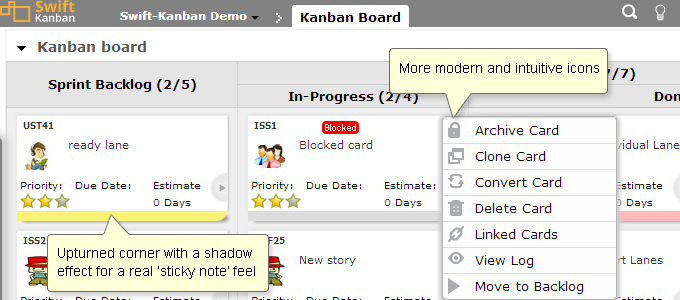 Swift
Kanban
Swift-Kanban Demo
Kanban Board
Kanban board
More modern and intuitive icons
Sprint Backlog (2/5)
/7)
In-Progress (2/4)
Don
UST41
ready lane
Priority:
Due Date:
Estimate
0 Days
ISS1
Blocked
Blocked card
Priority:
Due Date:
Estimate
0 Days
Archive Card
Clone Card
Convert Card
Delete Card
Linked Cards
View Log
Move to Backlog
vidual Lane
Upturned corner with a shadow
effect for a real 'sticky note' feel
ISS2
F25
New story
rt Lanes